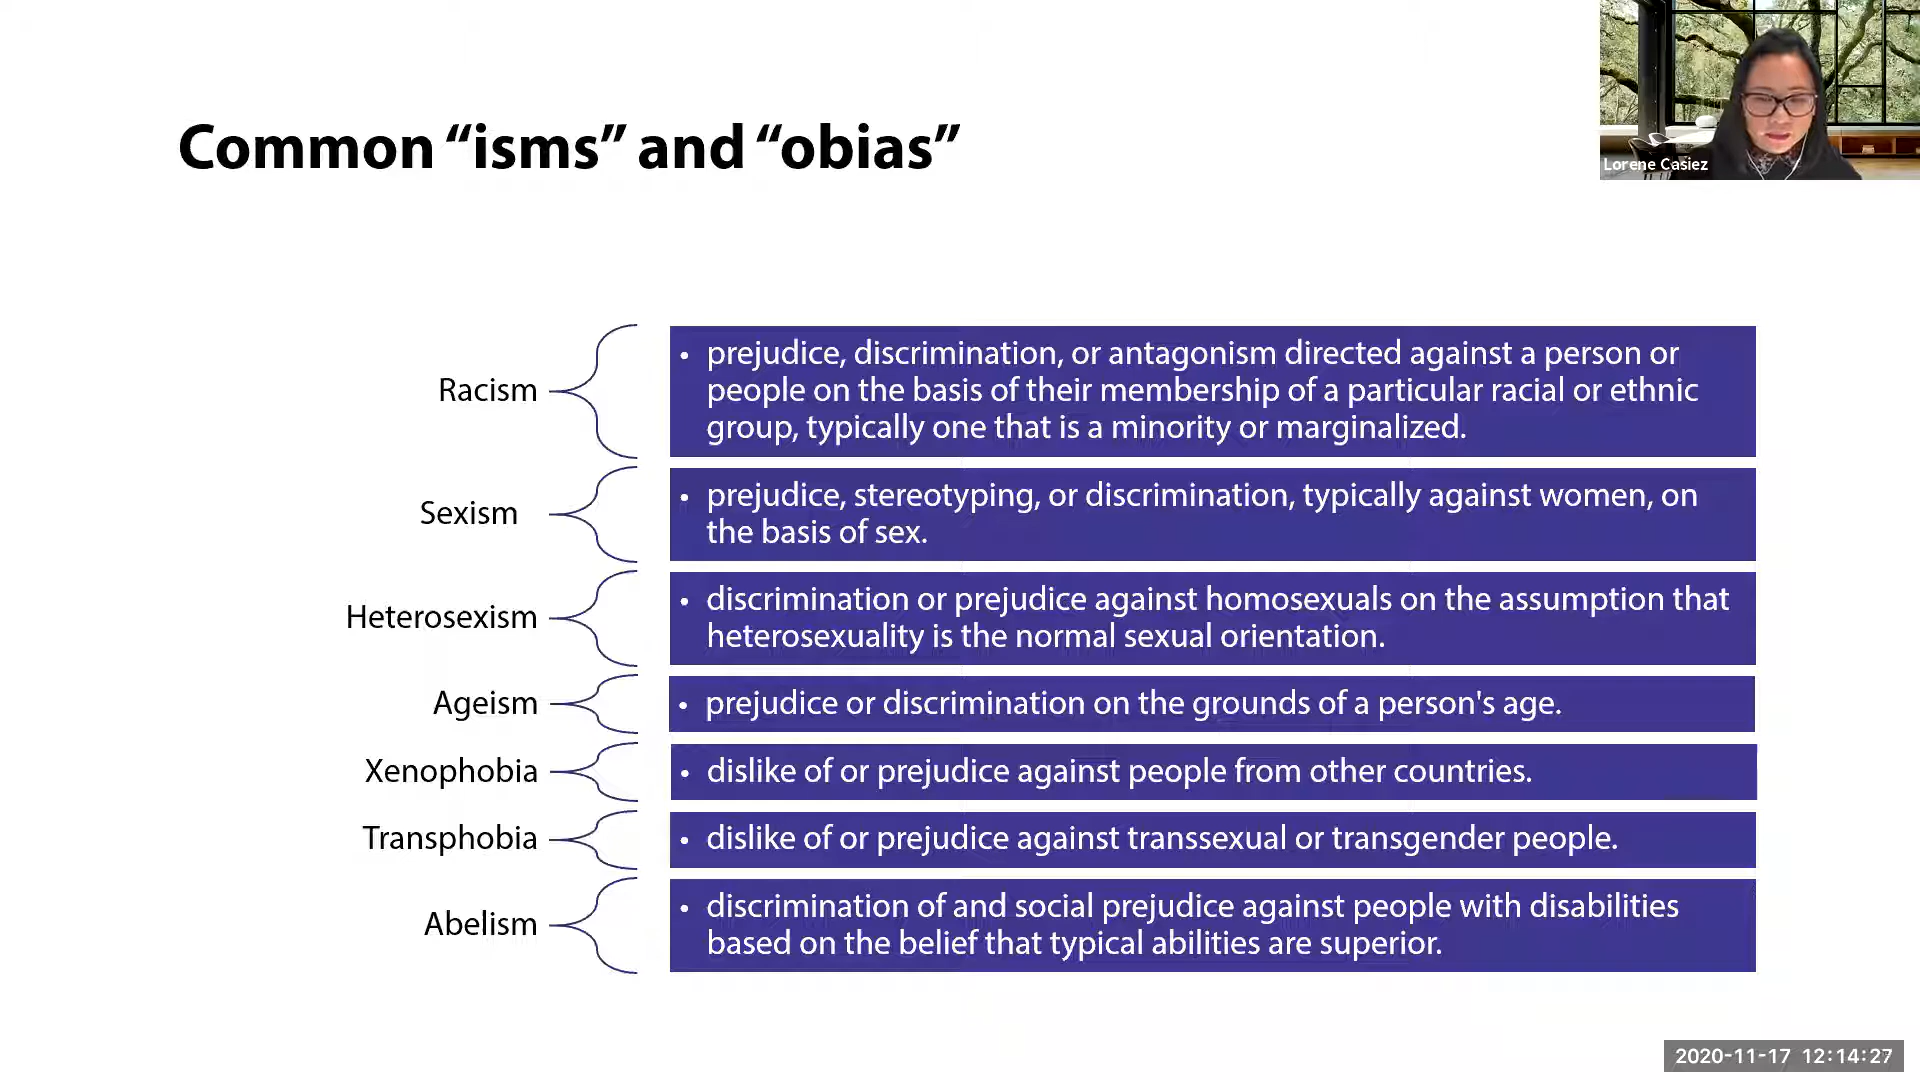 Common “isms” and “obias”
Lorene Casiez
Racism
• prejudice, discrimination, or antagonism directed against a person or
people on the basis of their membership of a particular racial or ethnic
group, typically one that is a minority or marginalized.
Sexism
• prejudice, stereotyping, or discrimination, typically against women, on
the basis of sex.
Heterosexism
• discrimination or prejudice against homosexuals on the assumption that
heterosexuality is the normal sexual orientation.
Ageism
• prejudice or discrimination on the grounds of a person's age.
Xenophobia
• dislike of or prejudice against people from other countries.
Transphobia
• dislike of or prejudice against transsexual or transgender people.
Abelism
• discrimination of and social prejudice against people with disabilities
based on the belief that typical abilities are superior.
2020-11-17 12:14:27